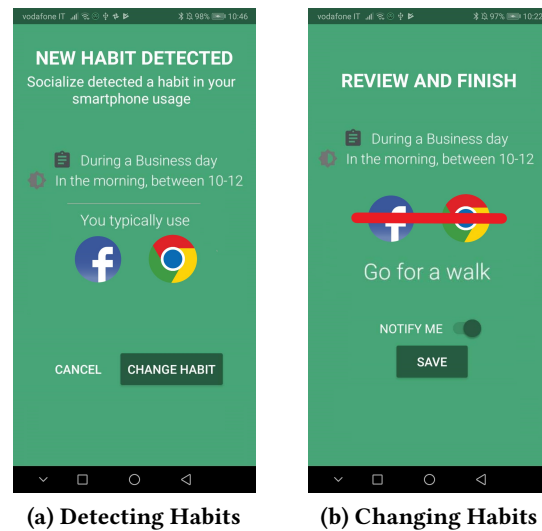 vodafone IT 98% 10:46
NEW HABIT DETECTED
Socialize detected a habit in your
smartphone usage
During a Business day
In the morning, between 10-12
You typically use
CANCEL CHANGE HABIT
(a) Detecting Habits
vodafone IT 97% 10:22
REVIEW AND FINISH
During a Business day
In the morning, between 10-12
Go for a walk
NOTIFY ME
SAVE
(b) Changing Habits